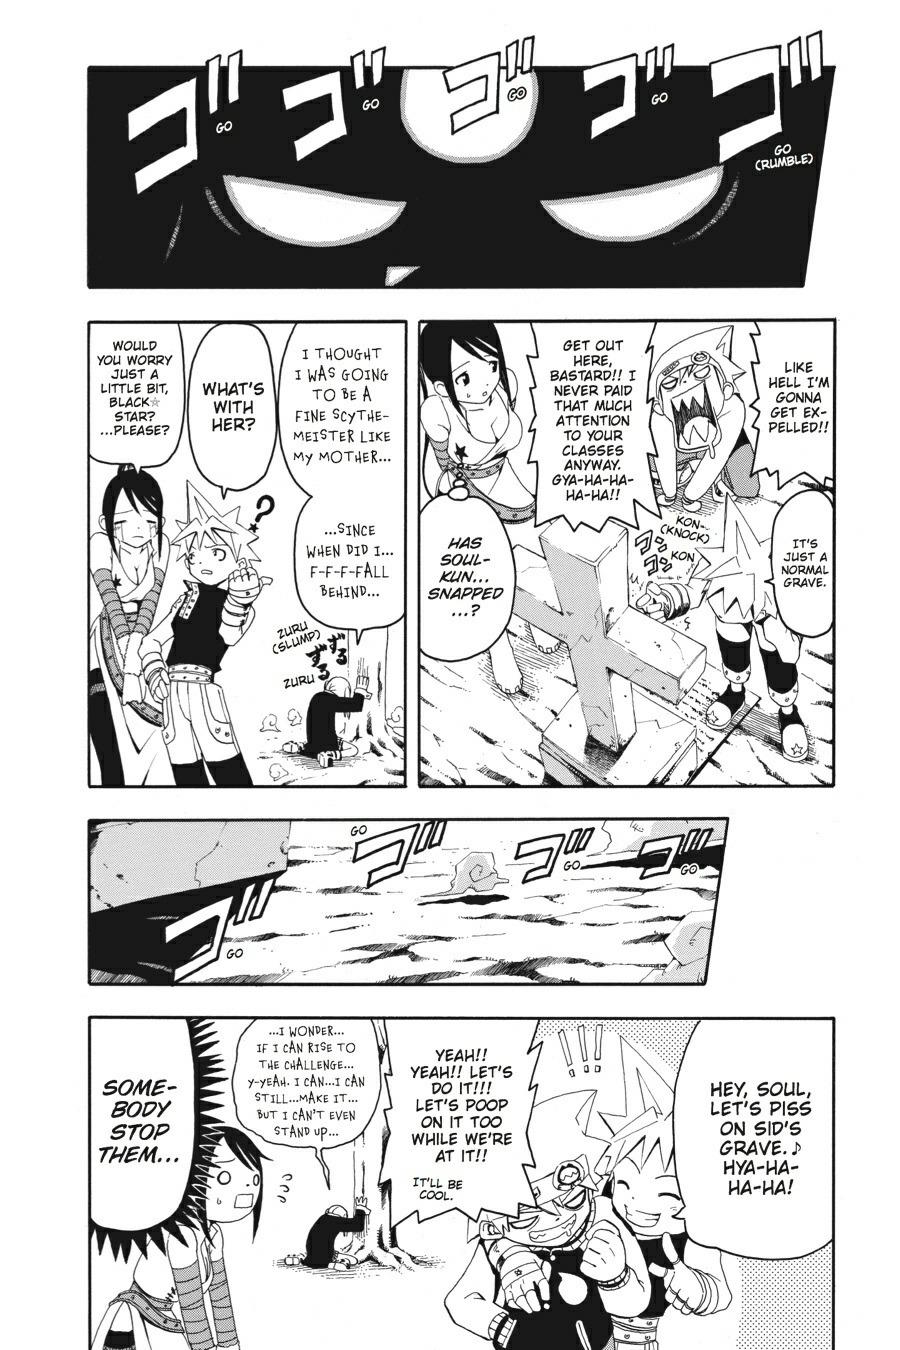 ゴゴ
GO
(RUMBLE)
ゴ
GO
ゴ
GO
ゴ
GO
ゴ
GO
LIKE
HELL I'M
GONNA
GET EX-
PELLED!!
GET OUT
HERE,
BASTARD!! I
NEVER PAID
THAT MUCH
ATTENTION
TO YOUR
CLASSES
ANYWAY.
GYA-HA-HA-
HA-HA!!
IT'S
JUST A
NORMAL
GRAVE.
KON-
(KNOCK)
コン
KON
コン
HAS
SOUL-
KUN...
SNAPPED
...?
I THOUGHT
I WAS GOING
TO BE A
FINE SCYTHE-
MEISTER LIKE
MY MOTHER...
...SINCE
WHEN DID I...
F-F-F-FALL
BEHIND...
WHAT'S
WITH
HER?
?
WOULD
YOU WORRY
JUST A
LITTLE BIT,
BLACK☆
STAR?
...PLEASE?
ZURU
(SLUMP)
ずる
ZURU
ずる
ゴ
GO
ゴ
GO
ゴ
GO
ゴ
GO
HEY, SOUL,
LET'S PISS
ON SID'S
GRAVE.♪
HYA-HA-
HA-HA!
!!!!
YEAH!!
YEAH!! LET'S
DO IT!!!
LET'S POOP
ON IT TOO
WHILE WE'RE
AT IT!!
IT'LL BE
COOL.
...I WONDER...
IF I CAN RISE TO
THE CHALLENGE...
Y-YEAH. I CAN...I CAN
STILL...MAKE IT...
BUT I CAN'T EVEN
STAND UP...
SOME-
BODY
STOP
THEM...